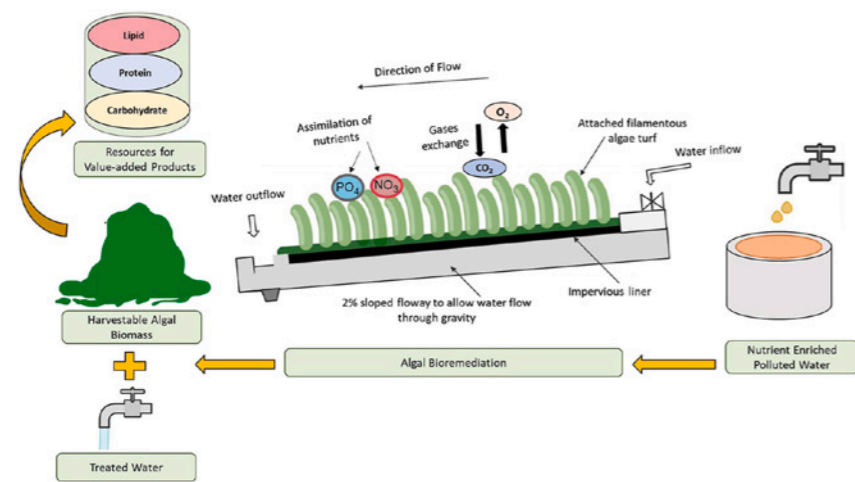 Lipid
Protein
Carbohydrate
Resources for
Value-added Products
Direction of Flow
Assimilation of
nutrients
Gases
exchange
O₂
CO₂
PO₄
NO₃
Attached filamentous
algae turf
Water inflow
Water outflow
2% sloped floway to allow water flow
through gravity
Impervious liner
Harvestable Algal
Biomass
Algal Bioremediation
Nutrient Enriched
Polluted Water
Treated Water